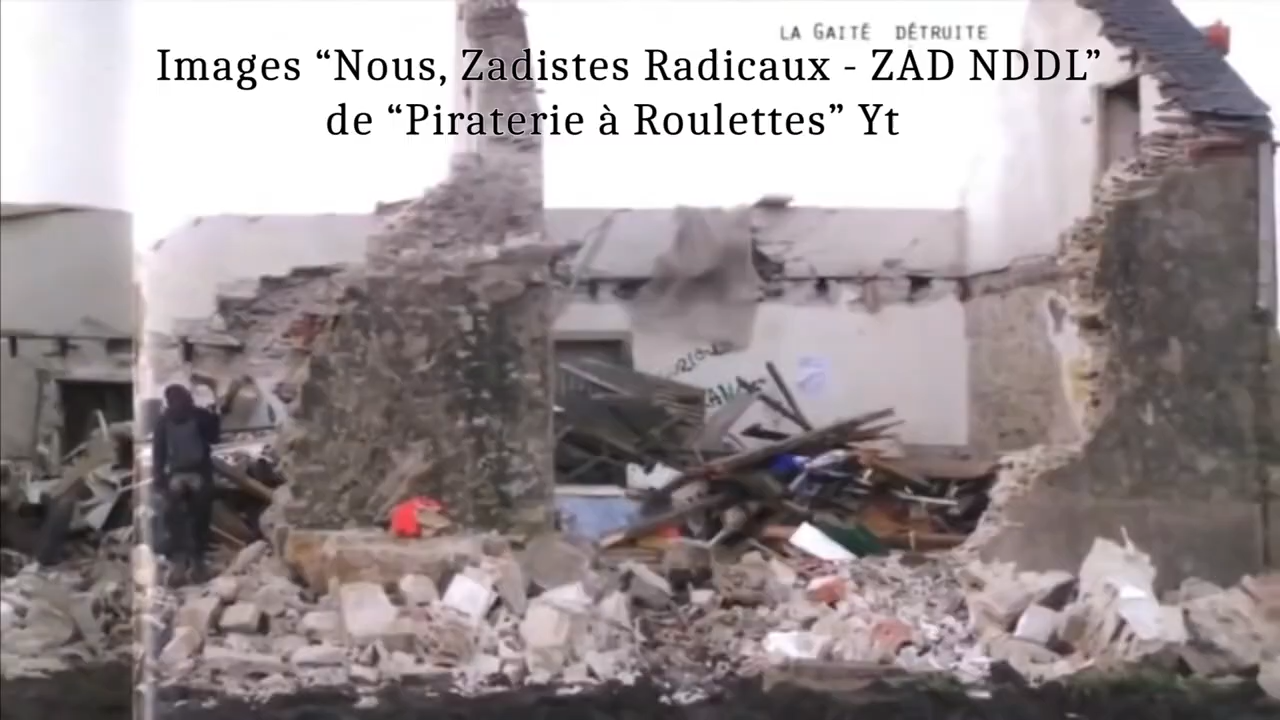 LA GAITÉ DÉTRUITE
Images “Nous, Zadistes Radicaux - ZAD NDDL”
de “Piraterie à Roulettes” Yt